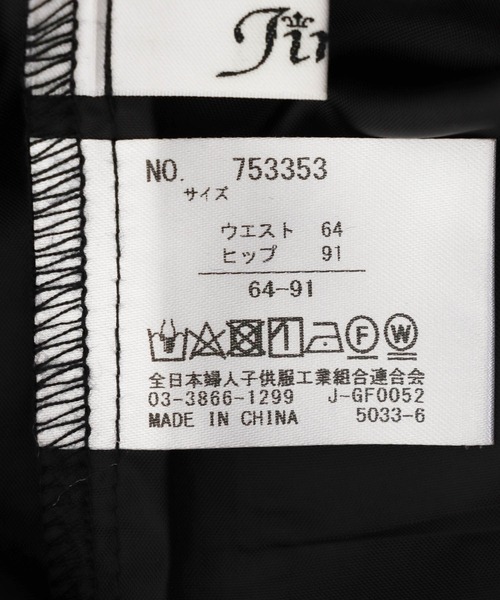 NO. 753353
サイズ
ウエスト 64
ヒップ 91
64-91
F W
全日本婦人子供服工業組合連合会
03-3866-1299 J-GF0052
MADE IN CHINA 5033-6